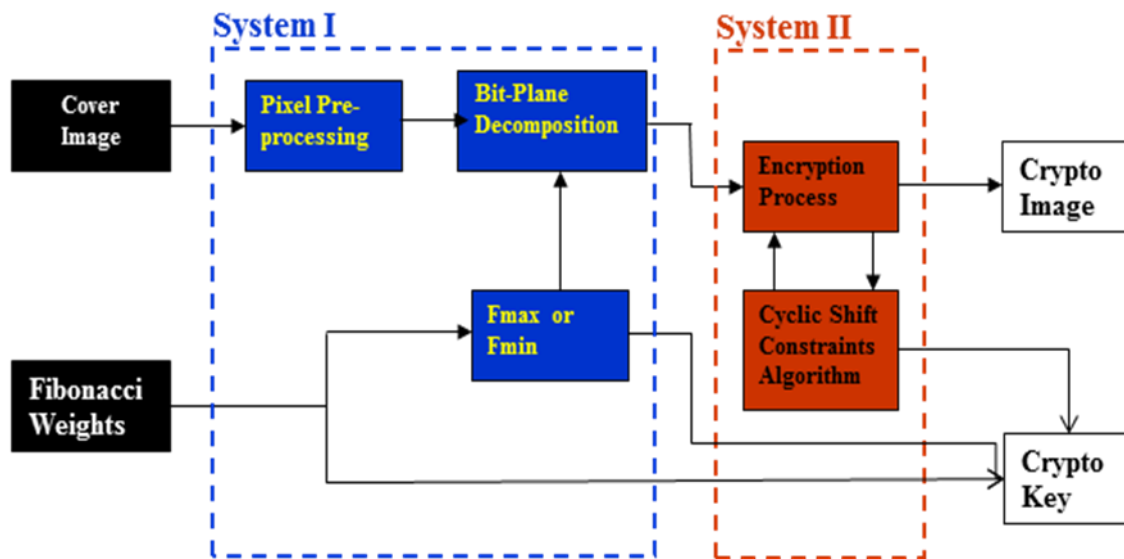 System I
System II
Cover
Image
Pixel Pre-
processing
Bit-Plane
Decomposition
Encryption
Process
Crypto
Image
Fmax or
Fmin
Cyclic Shift
Constraints
Algorithm
Fibonacci
Weights
Crypto
Key